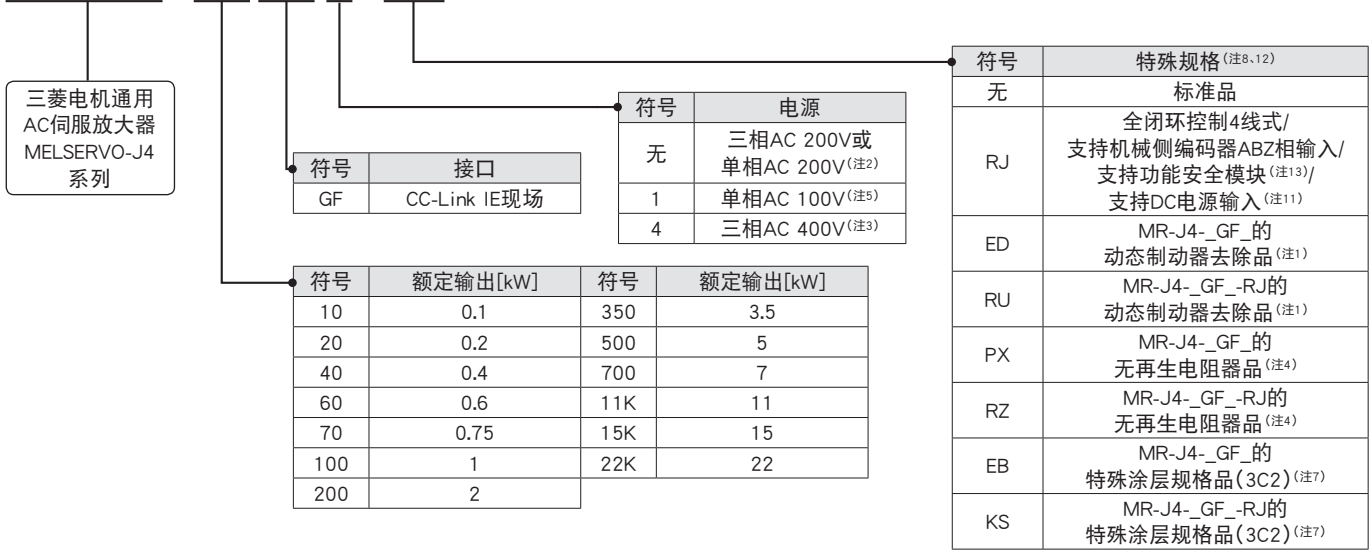 三菱电机通用
AC伺服放大器
MELSERVO-J4
系列
符号 接口
GF CC-Link IE现场
符号 电源
无 三相AC 200V或
单相AC 200V(注2)
1 单相AC 100V(注5)
4 三相AC 400V(注3)
符号 额定输出[kW] 符号 额定输出[kW]
10 0.1 350 3.5
20 0.2 500 5
40 0.4 700 7
60 0.6 11K 11
70 0.75 15K 15
100 1 22K 22
200 2
符号 特殊规格(注8、12)
无 标准品
RJ 全闭环控制4线式/
支持机械侧编码器ABZ相输入/
支持功能安全模块(注13)/
支持DC电源输入(注11)
ED MR-J4-_GF_的
动态制动器去除品(注1)
RU MR-J4-_GF_-RJ的
动态制动器去除品(注1)
PX MR-J4-_GF_的
无再生电阻器品(注4)
RZ MR-J4-_GF_-RJ的
无再生电阻器品(注4)
EB MR-J4-_GF_的
特殊涂层规格品(3C2)(注7)
KS MR-J4-_GF_-RJ的
特殊涂层规格品(3C2)(注7)